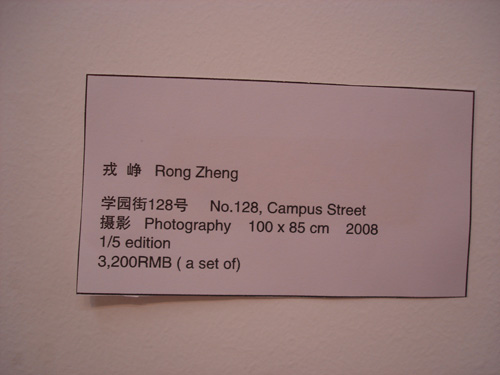 戎 峥 Rong Zheng
学园街128号 No.128, Campus Street
摄影 Photography 100 x 85 cm 2008
1/5 edition
3,200RMB ( a set of)